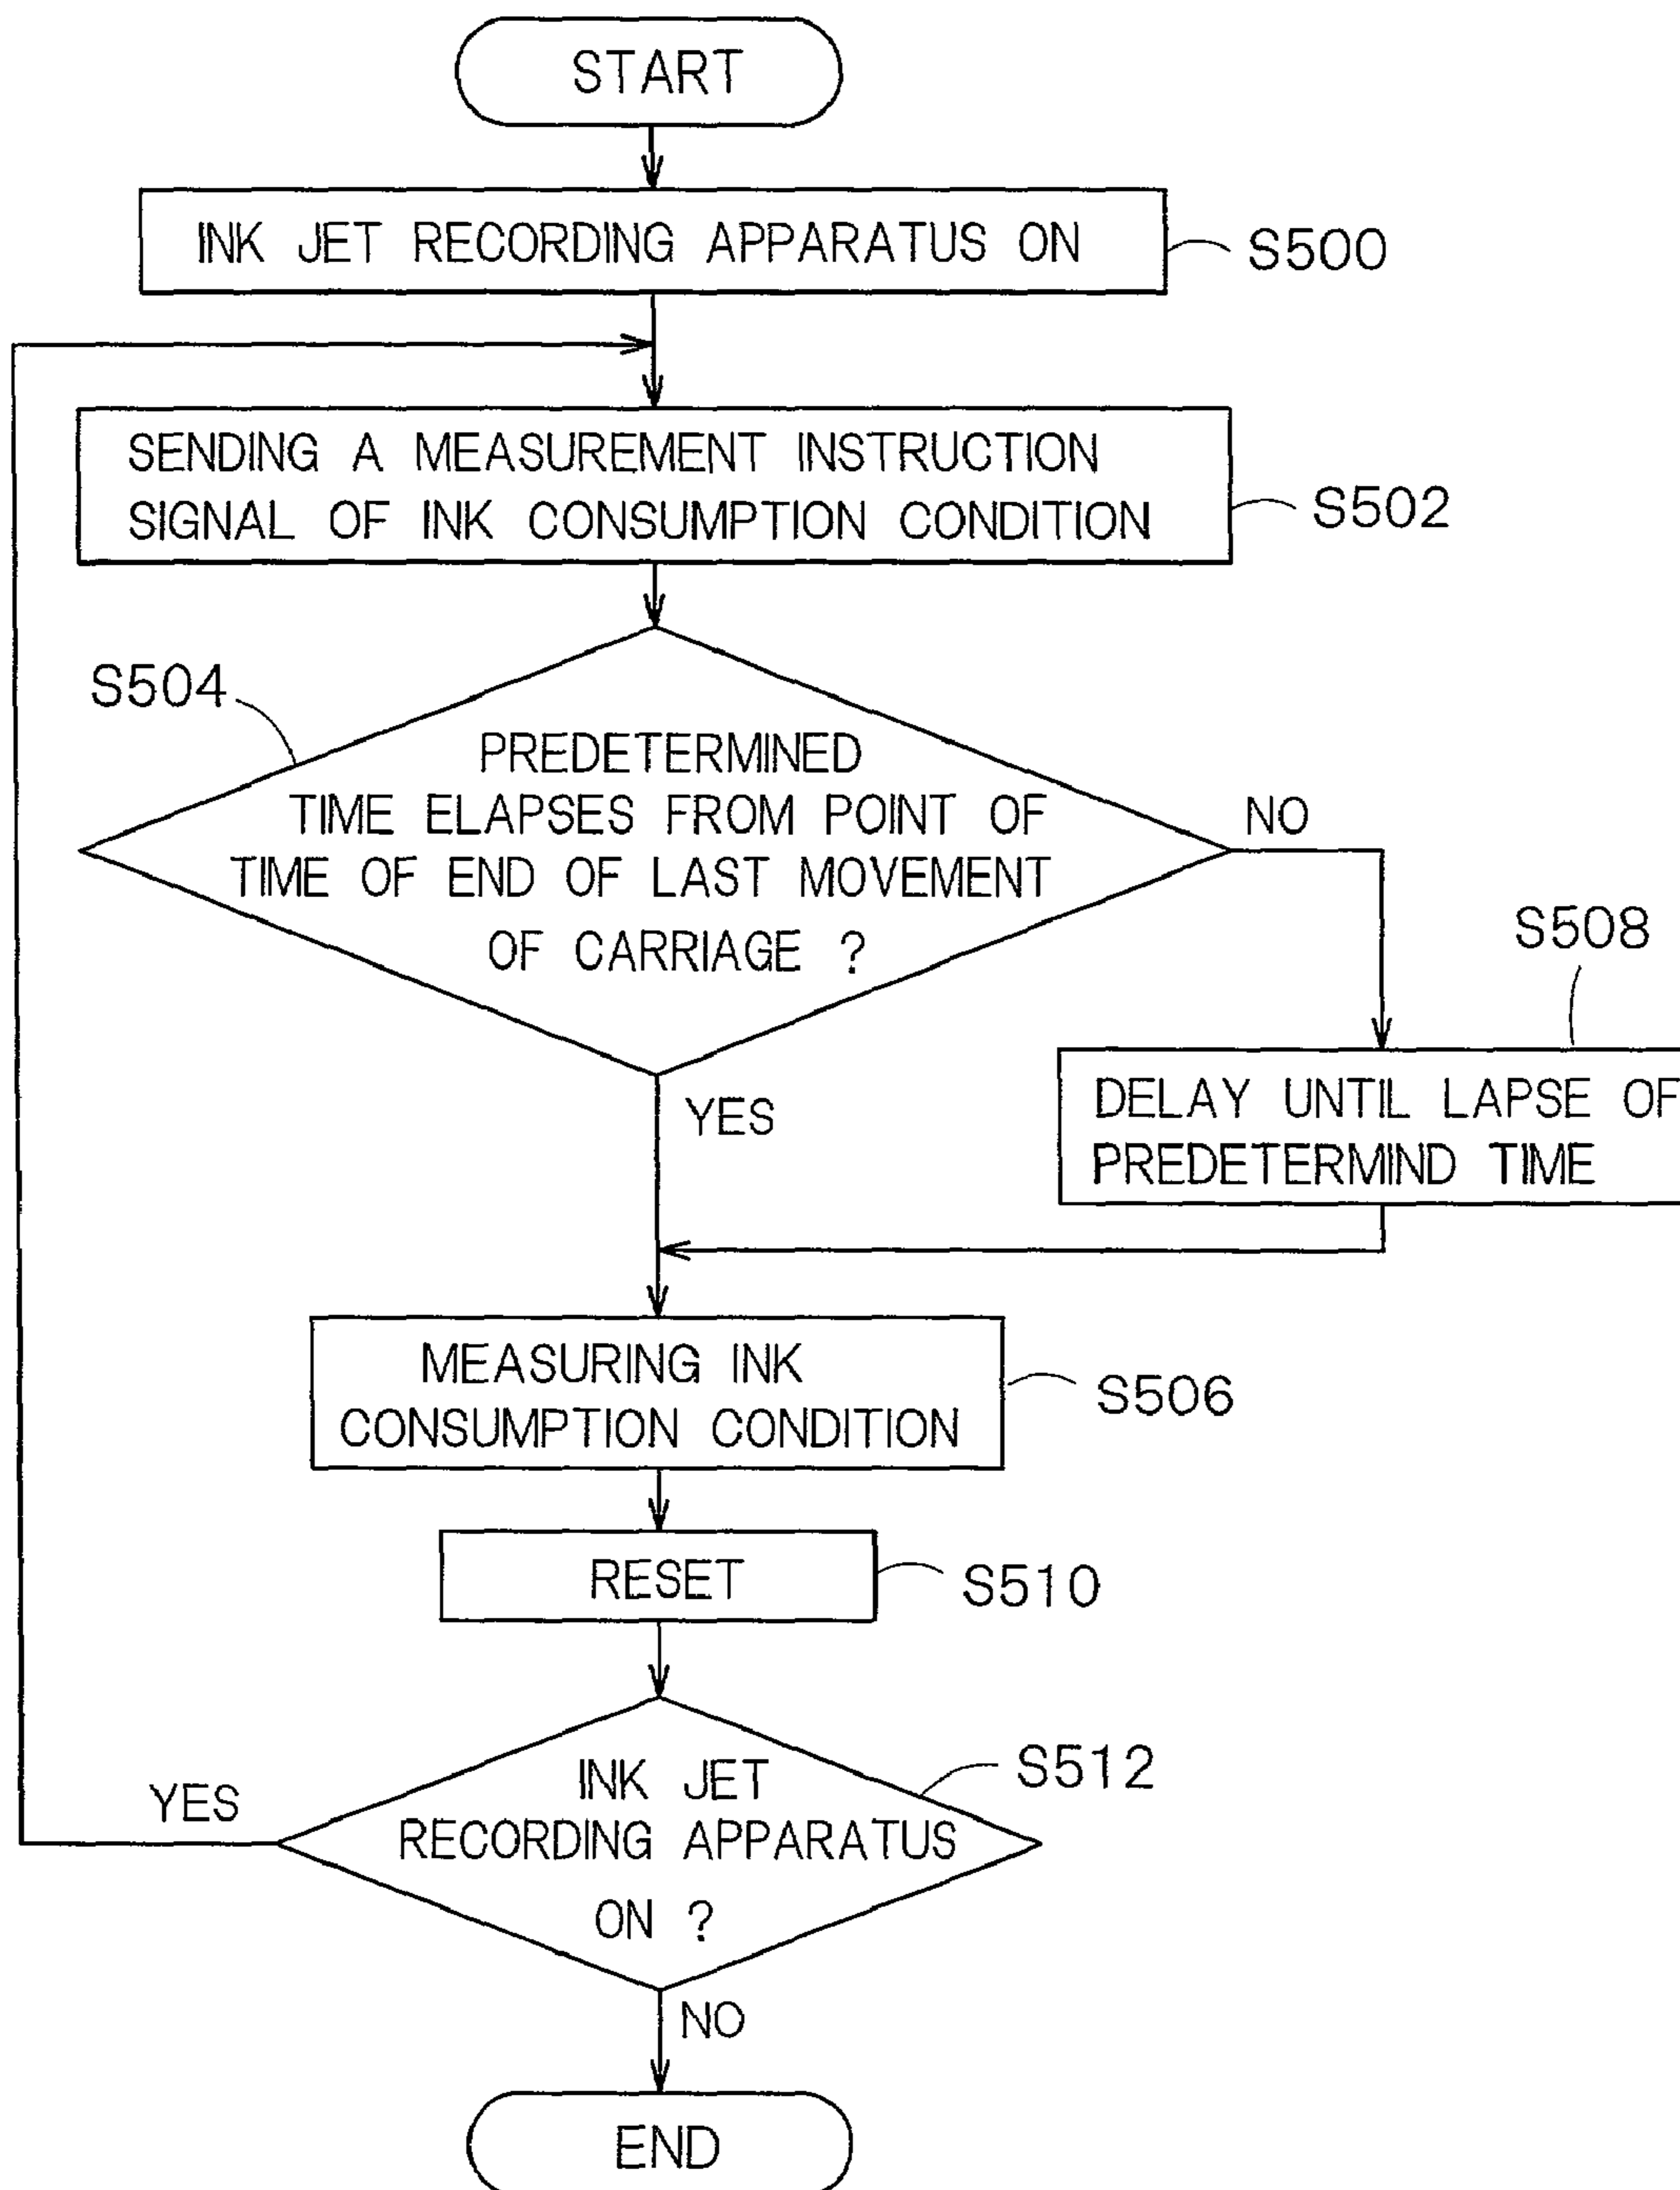 START
INK JET RECORDING APPARATUS ON
S500
SENDING A MEASUREMENT INSTRUCTION
SIGNAL OF INK CONSUMPTION CONDITION
S502
S504
PREDETERMINED
TIME ELAPSES FROM POINT OF
TIME OF END OF LAST MOVEMENT
OF CARRIAGE ?
NO
YES
S508
DELAY UNTIL LAPSE OF
PREDETERMIND TIME
MEASURING INK
CONSUMPTION CONDITION
S506
RESET
S510
INK JET
RECORDING APPARATUS
ON ?
S512
YES
NO
END